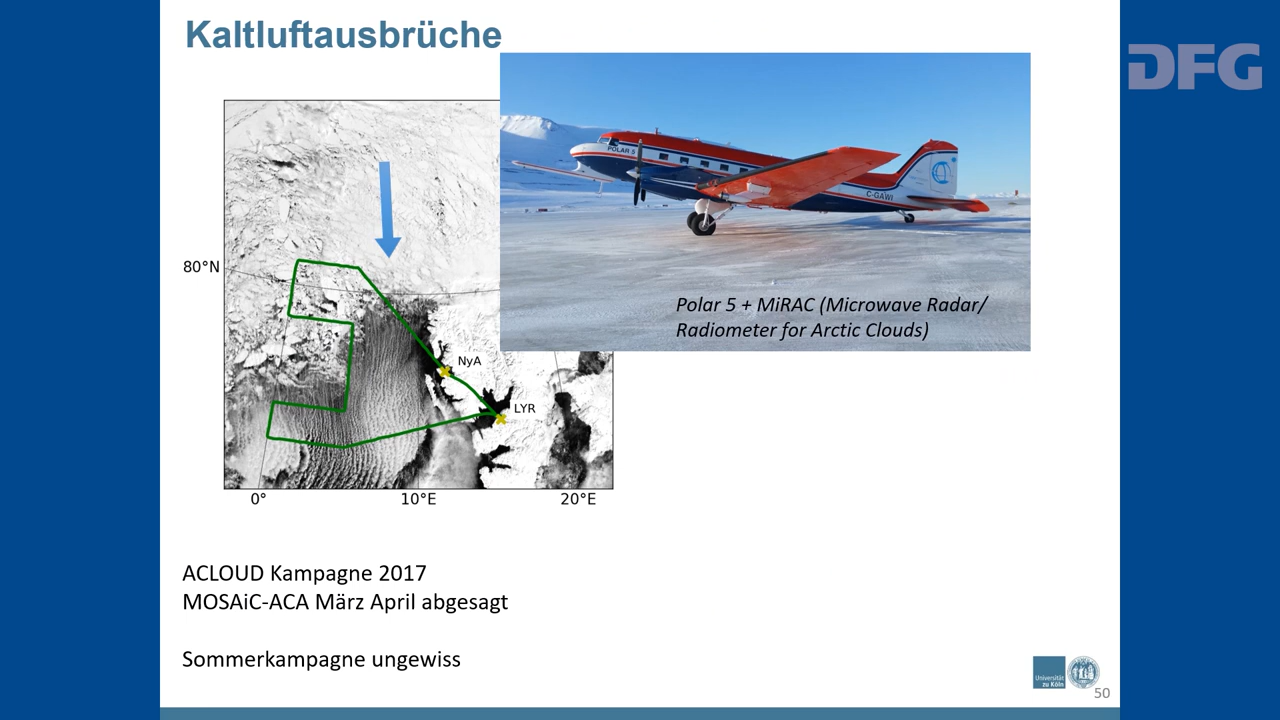 Kaltluftausbrüche
DFG
POLAR 5
C-GAWI
Polar 5 + MiRAC (Microwave Radar/
Radiometer for Arctic Clouds)
80°N
NyA
LYR
0°
10°E
20°E
ACLOUD Kampagne 2017
MOSAiC-ACA März April abgesagt
Sommerkampagne ungewiss
Universität
zu Köln
50